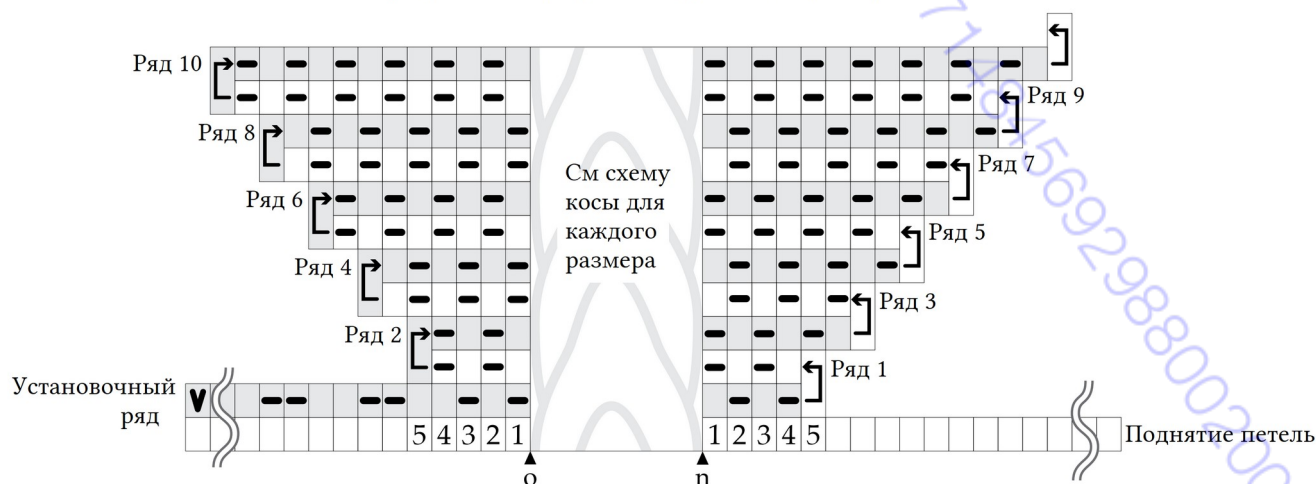 Ряд 10
Ряд 9
Ряд 8
Ряд 7
См схему
косы для
каждого
размера
Ряд 6
Ряд 5
Ряд 4
Ряд 3
Ряд 2
Ряд 1
Установочный
ряд
5 4 3 2 1
1 2 3 4 5
Поднятие петель
o
n